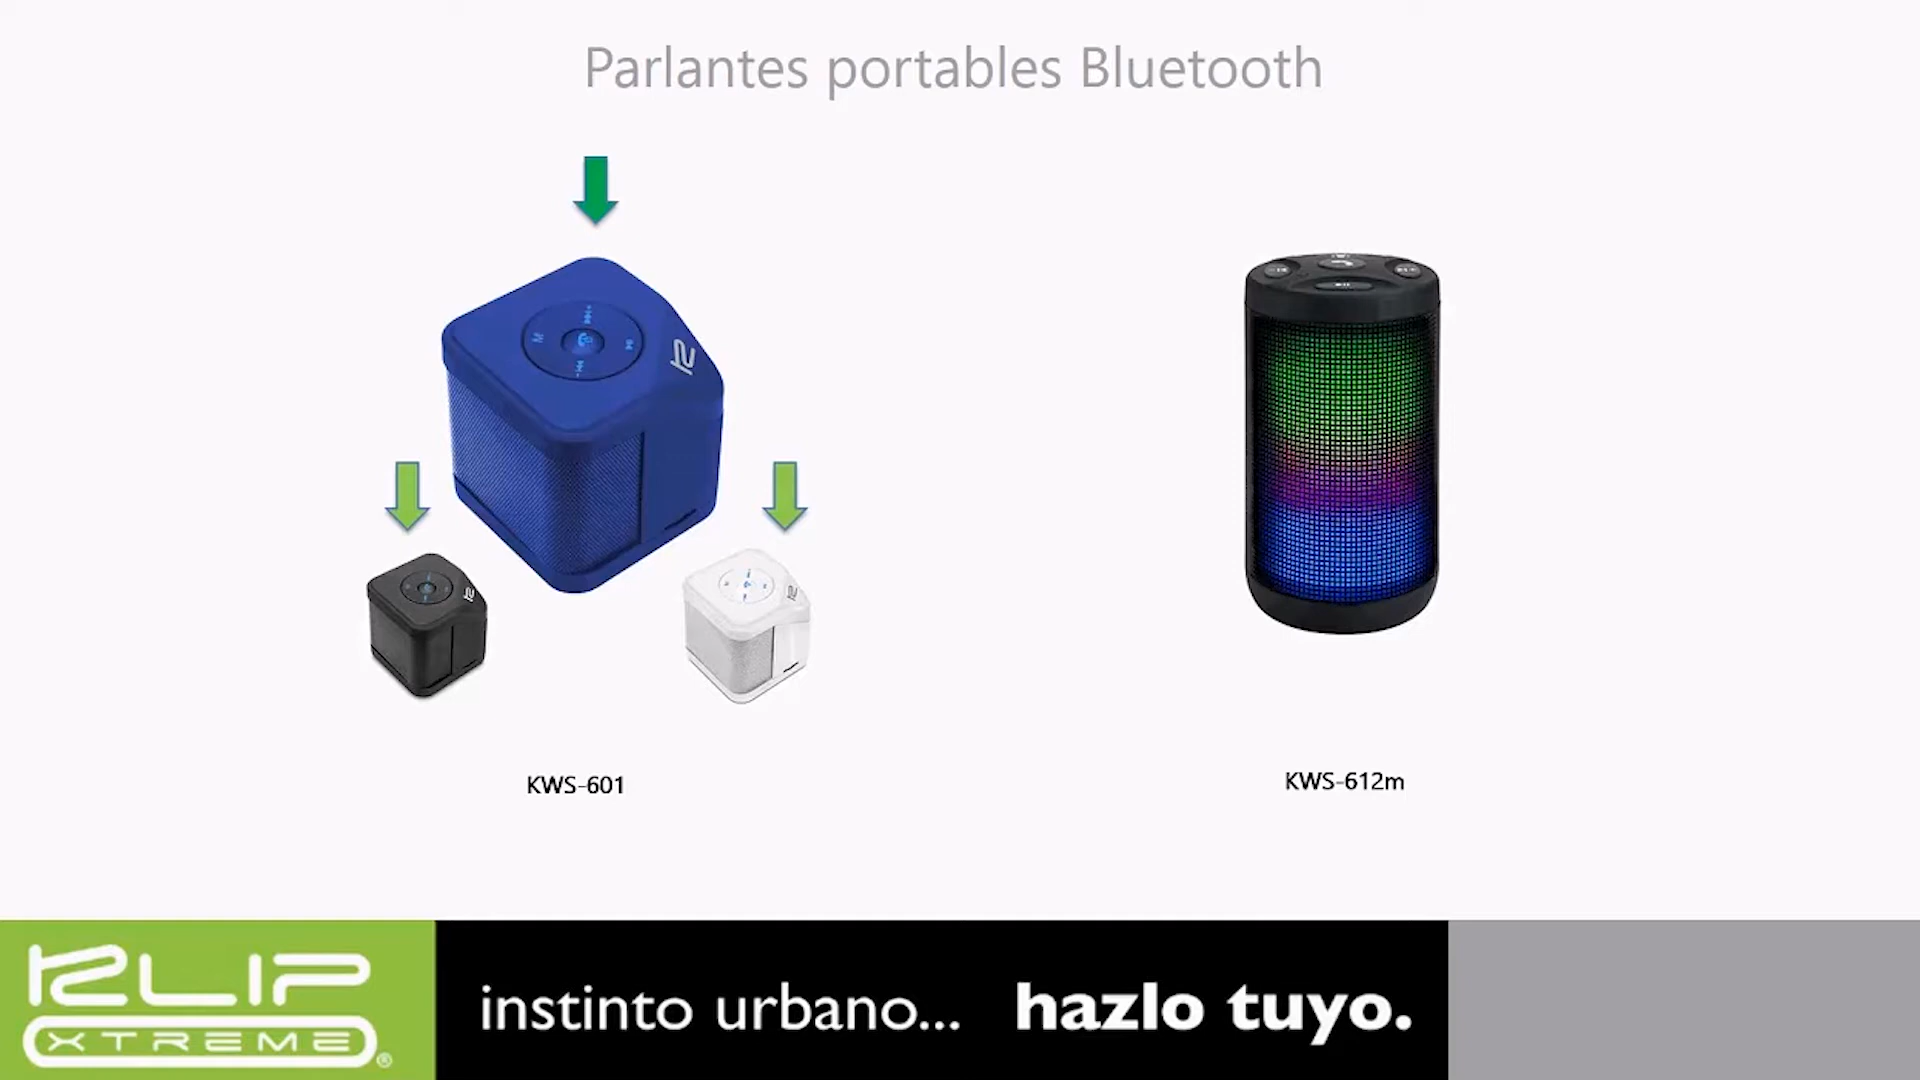 Parlantes portables Bluetooth
KWS-601
KWS-612m
KLIP
XTREME®
instinto urbano... hazlo tuyo.